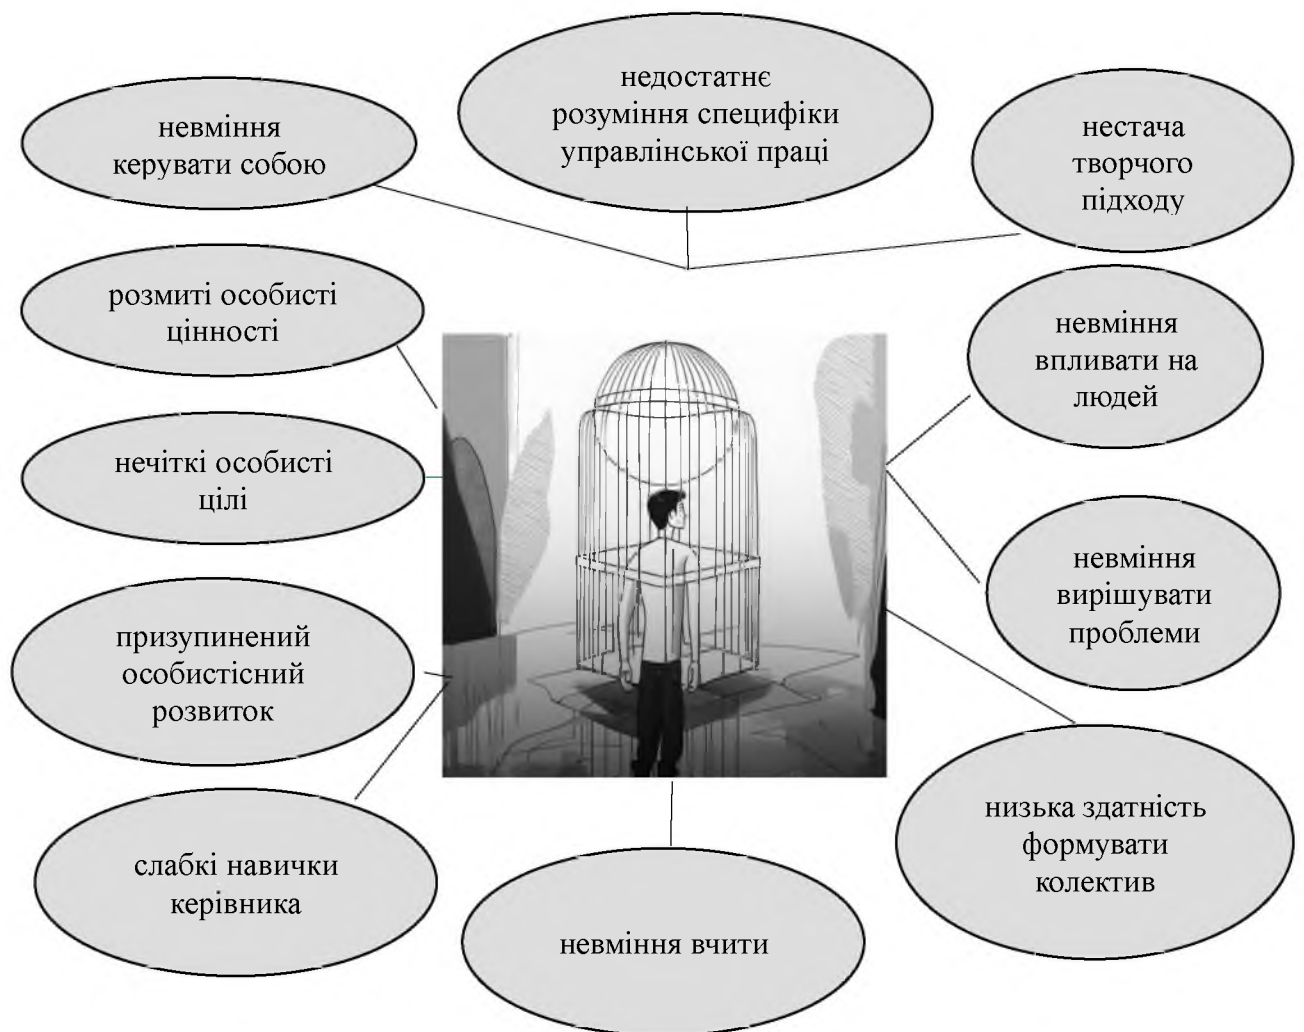 невміння
керувати собою
недостатнє
розуміння специфіки
управлінської праці
нестача
творчого
підходу
розмиті особисті
цінності
невміння
впливати на
людей
нечіткі особисті
цілі
невміння
вирішувати
проблеми
призупинений
особистісний
розвиток
низька здатність
формувати
колектив
слабкі навички
керівника
невміння вчити